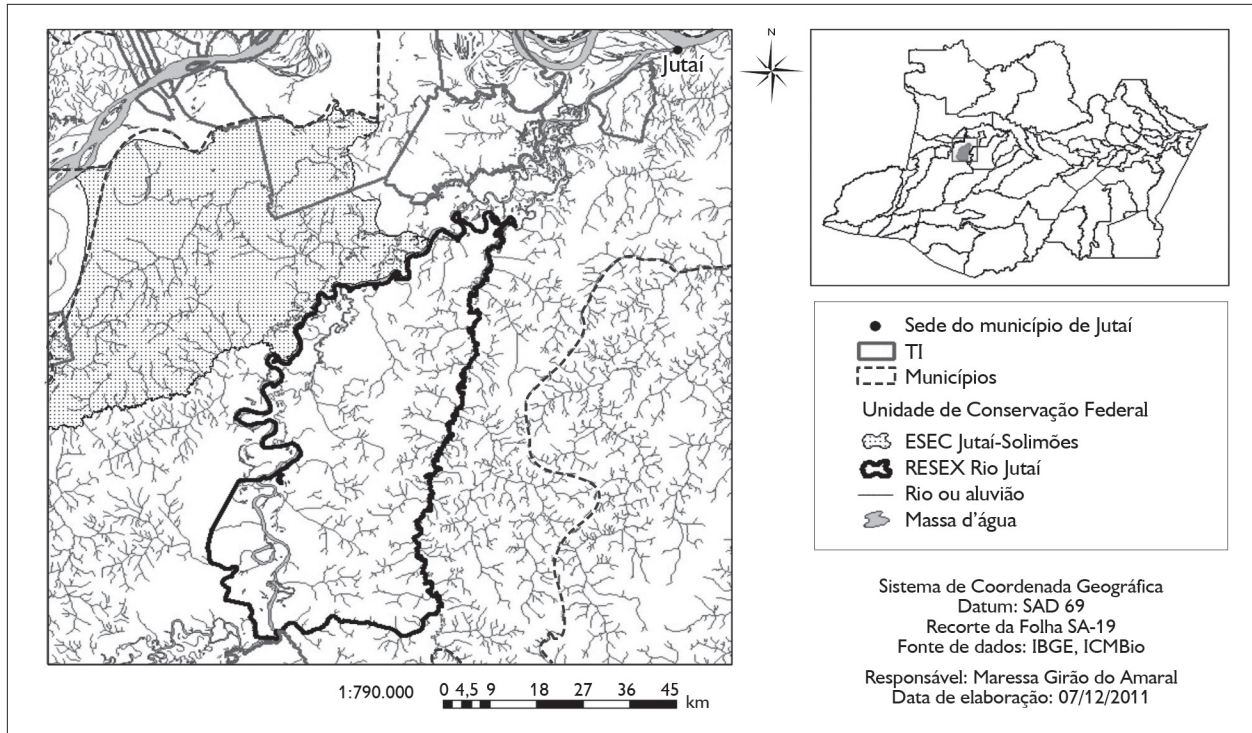 Jutaí
N
Sede do município de Jutaí
TI
Municípios
Unidade de Conservação Federal
ESEC Jutaí-Solimões
RESEX Rio Jutaí
Rio ou aluvião
Massa d'água
Sistema de Coordenada Geográfica
Datum: SAD 69
Recorte da Folha SA-19
Fonte de dados: IBGE, ICMBio
Responsável: Maressa Girão do Amaral
Data de elaboração: 07/12/2011
1:790.000 0 4,5 9 18 27 36 45 km